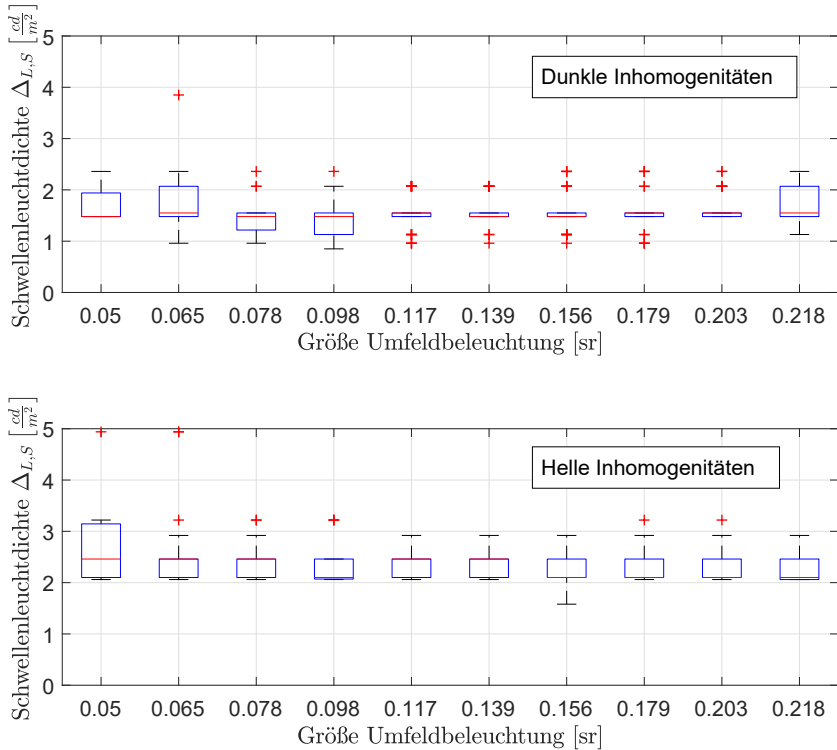 Schwellenleuchtdichte Δ_{L,S} [cd/m²]
5
4
3
2
1
0
Dunkle Inhomogenitäten
0.05 0.065 0.078 0.098 0.117 0.139 0.156 0.179 0.203 0.218
Größe Umfeldbeleuchtung [sr]
Schwellenleuchtdichte Δ_{L,S} [cd/m²]
5
4
3
2
1
0
Helle Inhomogenitäten
0.05 0.065 0.078 0.098 0.117 0.139 0.156 0.179 0.203 0.218
Größe Umfeldbeleuchtung [sr]